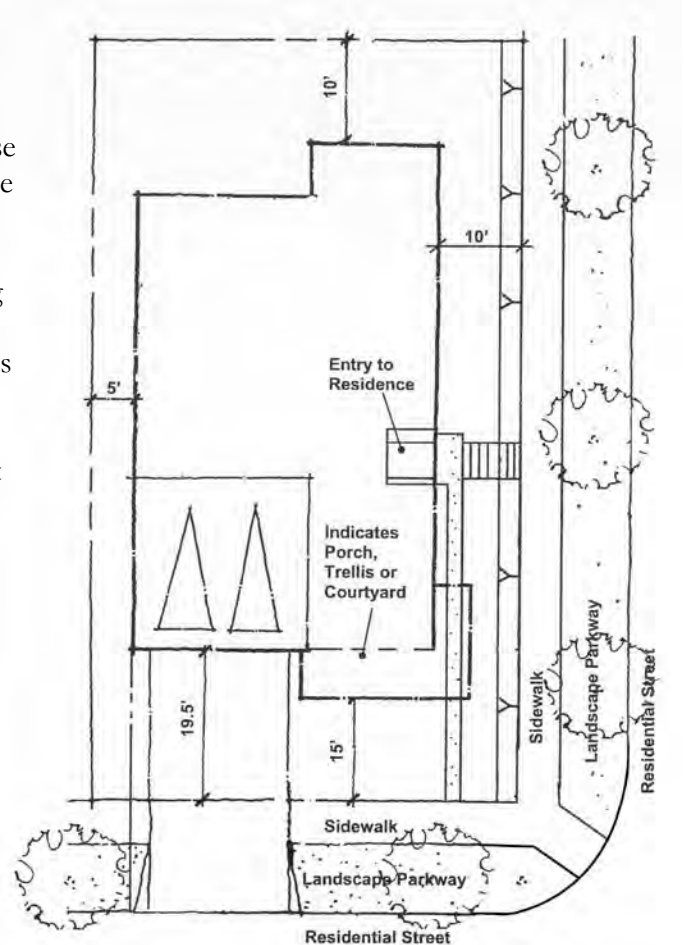 10'
se
e
10'
g
Entry to
Residence
s
5'
t
Indicates
Porch,
Trellis or
Courtyard
19.5'
15'
Sidewalk
Landscape Parkway
Residential Street
Sidewalk
Landscape Parkway
Residential Street